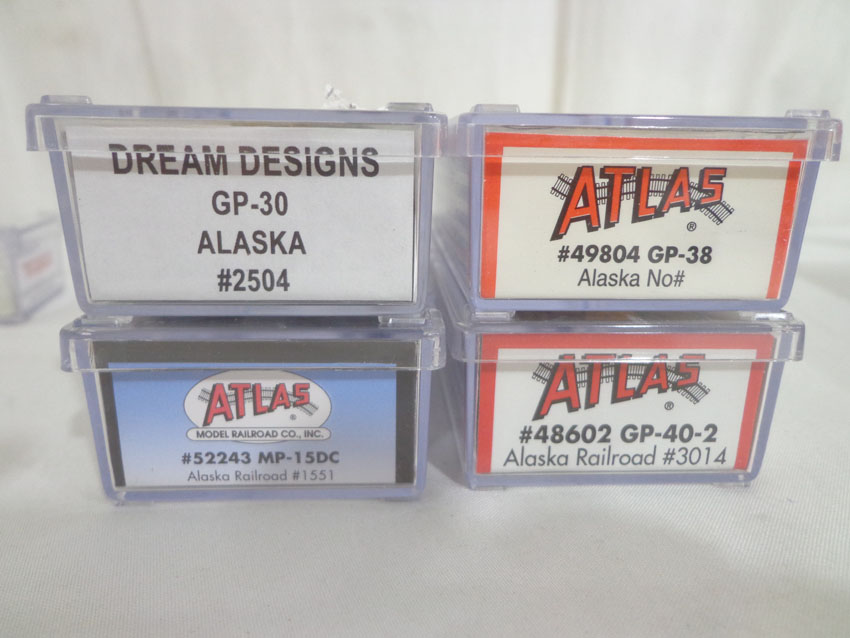 DREAM DESIGNS
GP-30
ALASKA
#2504
ATLAS
®
#49804 GP-38
Alaska No#
ATLAS
®
MODEL RAILROAD CO., INC.
#52243 MP-15DC
Alaska Railroad #1551
ATLAS
®
#48602 GP-40-2
Alaska Railroad #3014